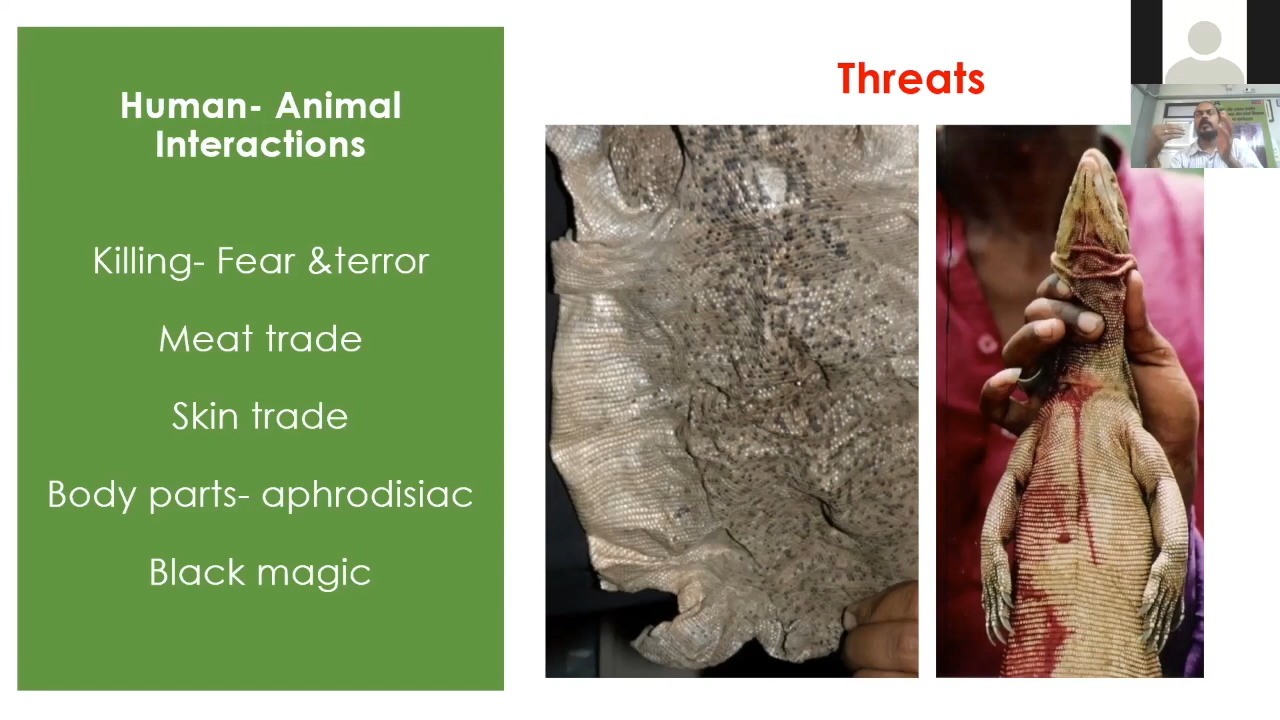 Human- Animal
Interactions
Killing- Fear &terror
Meat trade
Skin trade
Body parts- aphrodisiac
Black magic
Threats